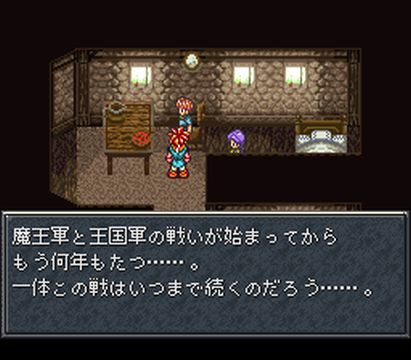 魔王軍と王国軍の戦いが始まってから
もう何年もたつ……。
一体この戦はいつまで続くのだろう……。